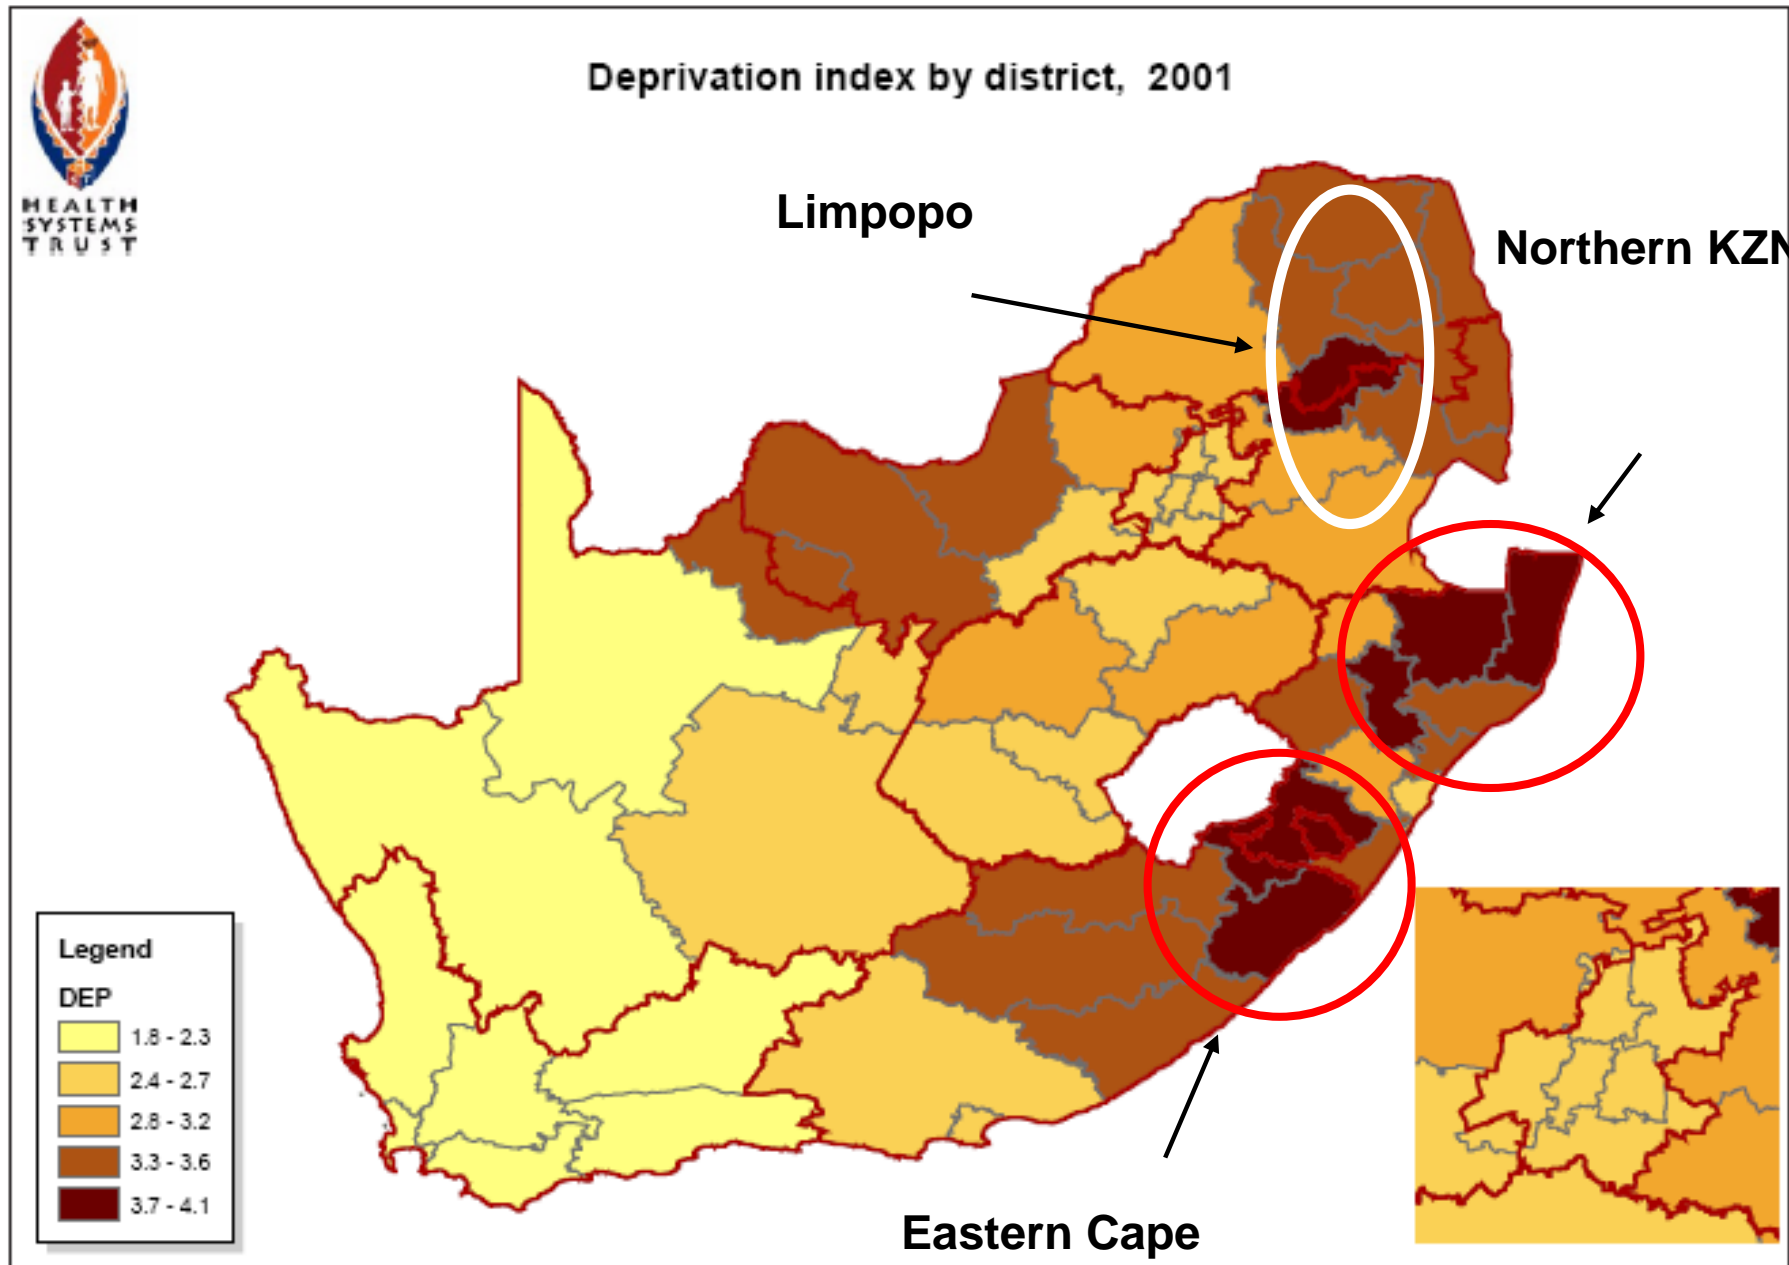 Deprivation index by district, 2001
HEALTH
SYSTEMS
TRUST
Limpopo
Northern KZN
Legend
DEP
1.8 - 2.3
2.4 - 2.7
2.8 - 3.2
3.3 - 3.6
3.7 - 4.1
Eastern Cape